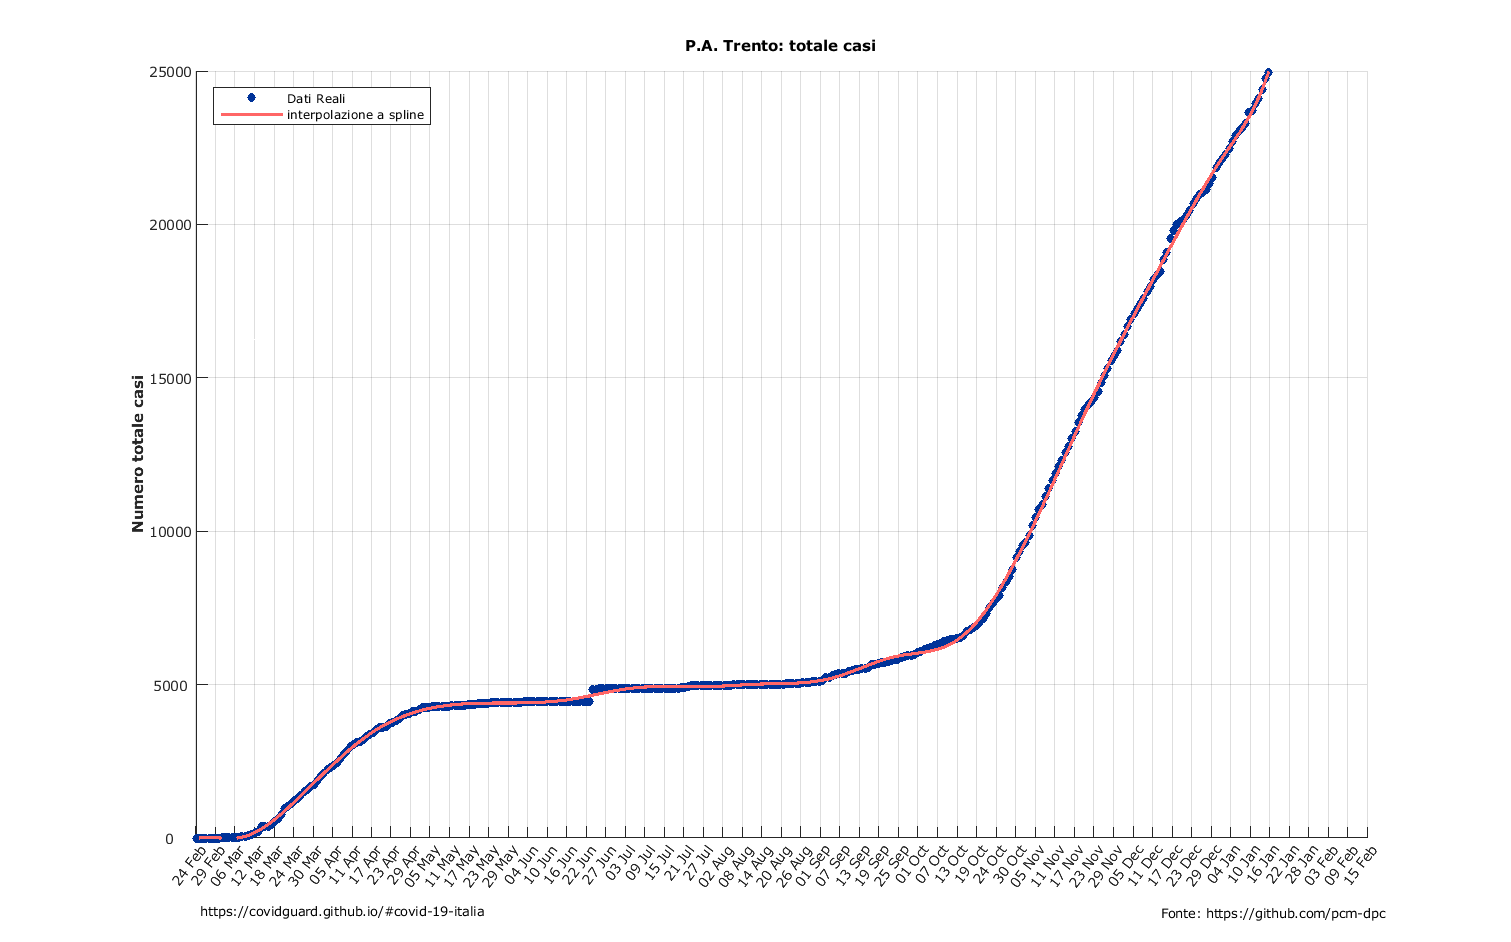 P.A. Trento: totale casi
25000
20000
15000
10000
5000
0
Numero totale casi
Dati Reali
interpolazione a spline
24 Feb
29 Feb
06 Mar
12 Mar
18 Mar
24 Mar
30 Mar
05 Apr
11 Apr
17 Apr
23 Apr
29 Apr
05 May
11 May
17 May
23 May
29 May
04 Jun
10 Jun
16 Jun
22 Jun
27 Jun
03 Jul
09 Jul
15 Jul
21 Jul
27 Jul
02 Aug
08 Aug
14 Aug
20 Aug
26 Aug
01 Sep
07 Sep
13 Sep
19 Sep
25 Oct
01 Oct
07 Oct
13 Oct
19 Oct
24 Oct
30 Oct
05 Nov
11 Nov
17 Nov
23 Nov
29 Dec
05 Dec
11 Dec
17 Dec
23 Dec
29 Dec
04 Jan
10 Jan
16 Jan
22 Jan
28 Jan
03 Feb
09 Feb
15 Feb
https://covidguard.github.io/#covid-19-italia
Fonte: https://github.com/pcm-dpc